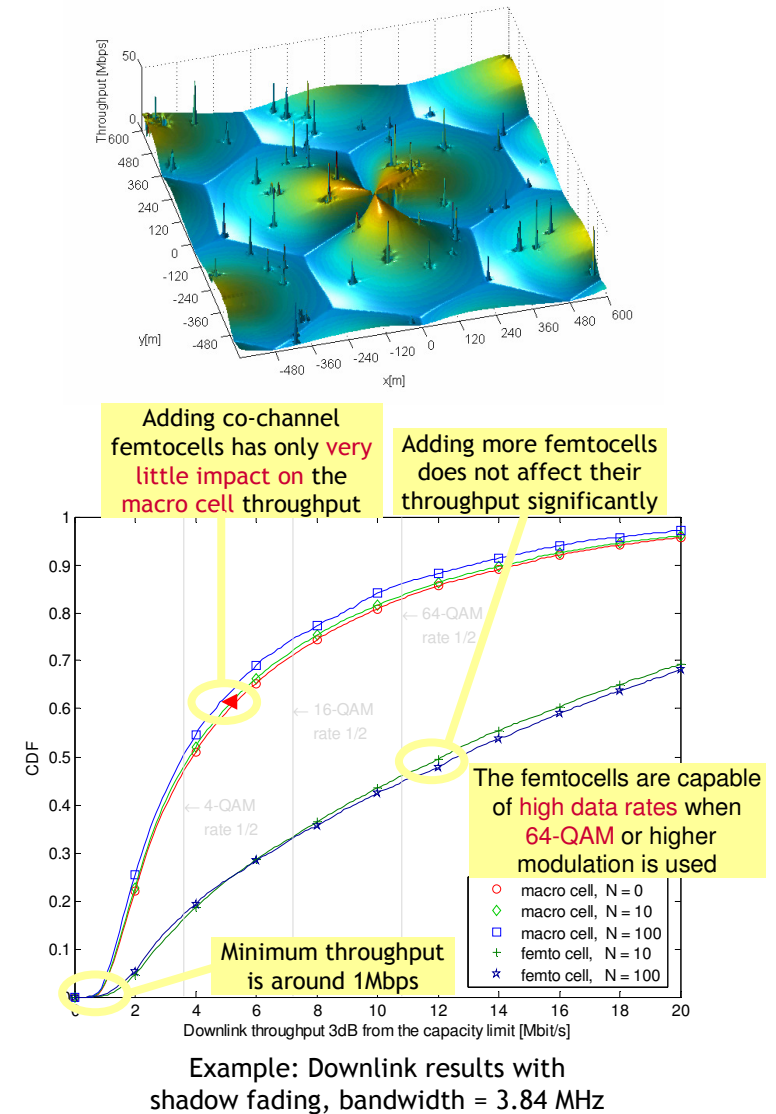 Throughput [Mbps]
50
0
600
480
360
240
120
0
-120
-240
-360
-480
y[m]
-480
-360
-240
-120
0
120
240
360
480
600
x[m]
Adding co-channel
femtocells has only very
little impact on the
macro cell throughput
Adding more femtocells
does not affect their
throughput significantly
1
0.9
0.8
0.7
0.6
0.5
0.4
0.3
0.2
0.1
CDF
← 64-QAM
rate 1/2
← 16-QAM
rate 1/2
← 4-QAM
rate 1/2
The femtocells are capable
of high data rates when
64-QAM or higher
modulation is used
macro cell, N = 0
macro cell, N = 10
macro cell, N = 100
femto cell, N = 10
femto cell, N = 100
Minimum throughput
is around 1Mbps
0 2 4 6 8 10 12 14 16 18 20
Downlink throughput 3dB from the capacity limit [Mbit/s]
Example: Downlink results with
shadow fading, bandwidth = 3.84 MHz